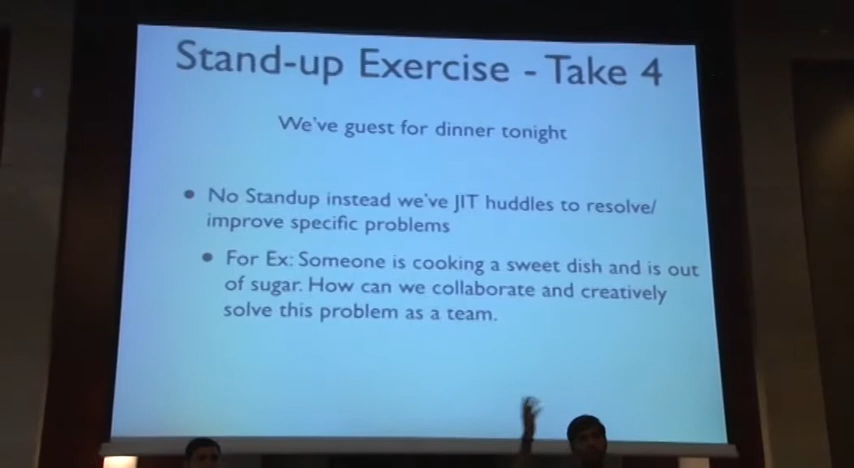 Stand-up Exercise - Take 4
We've guest for dinner tonight
No Standup instead we've JIT huddles to resolve/
improve specific problems
For Ex: Someone is cooking a sweet dish and is out
of sugar. How can we collaborate and creatively
solve this problem as a team.